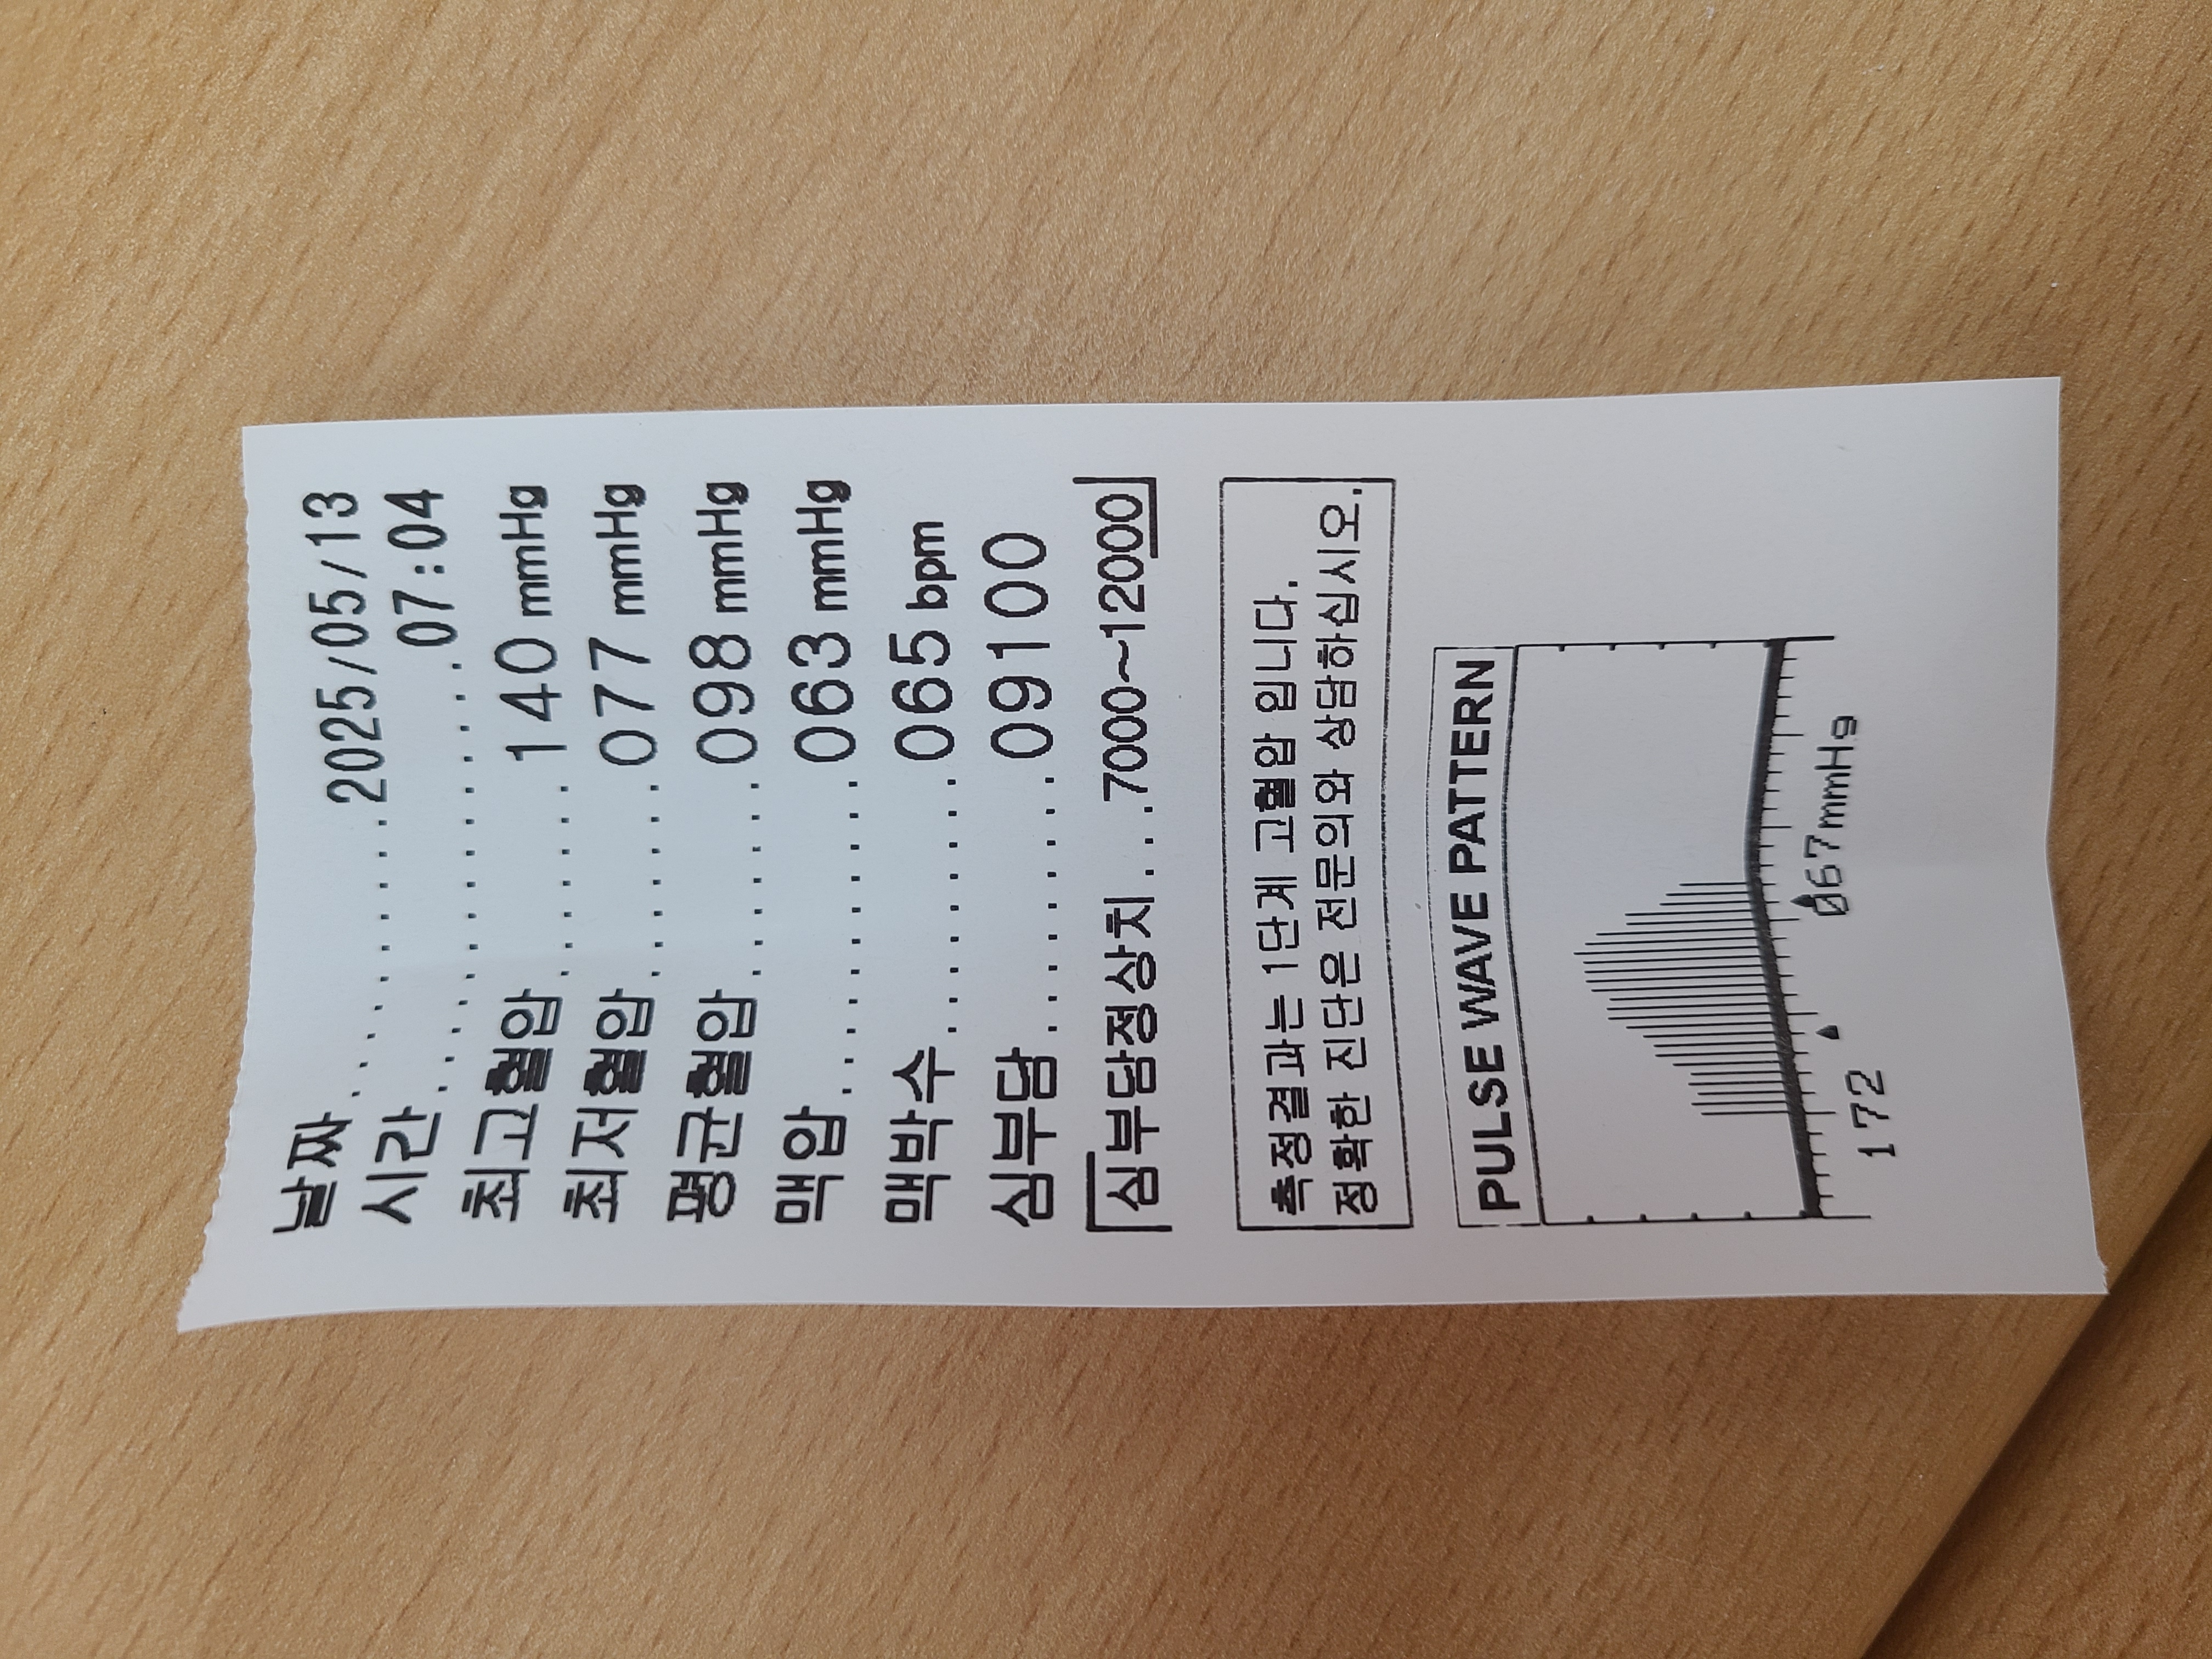 날짜..........2025/05/13
시간..............07:04
최고혈압.......140 mmHg
최저혈압.......077 mmHg
평균혈압.......098 mmHg
맥압..........063 mmHg
맥박수........065 bpm
심부담........09100
심부담정상치...7000~12000
측정결과는 1단계 고혈압 입니다.
정확한 진단은 전문의와 상담하십시오.
PULSE WAVE PATTERN
172 067mmHg